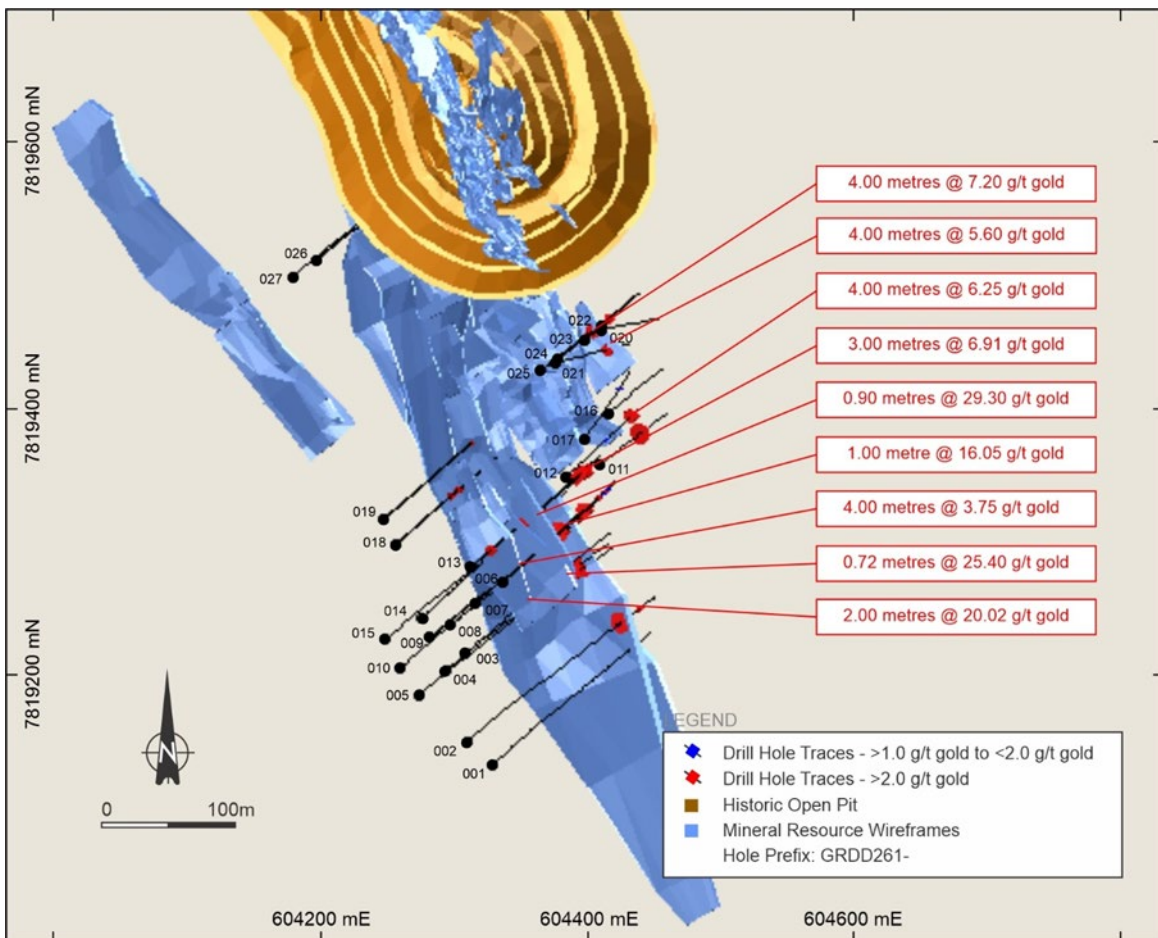 7819600 mN
7819400 mN
7819200 mN
4.00 metres @ 7.20 g/t gold
4.00 metres @ 5.60 g/t gold
4.00 metres @ 6.25 g/t gold
3.00 metres @ 6.91 g/t gold
0.90 metres @ 29.30 g/t gold
1.00 metre @ 16.05 g/t gold
4.00 metres @ 3.75 g/t gold
0.72 metres @ 25.40 g/t gold
2.00 metres @ 20.02 g/t gold
026
027
022
023
020
024
025
021
016
017
012
011
019
018
013
006
014
007
015
009
008
010
003
004
005
002
001
N
0 100m
LEGEND
Drill Hole Traces - >1.0 g/t gold to <2.0 g/t gold
Drill Hole Traces - >2.0 g/t gold
Historic Open Pit
Mineral Resource Wireframes
Hole Prefix: GRDD261-
604200 mE
604400 mE
604600 mE